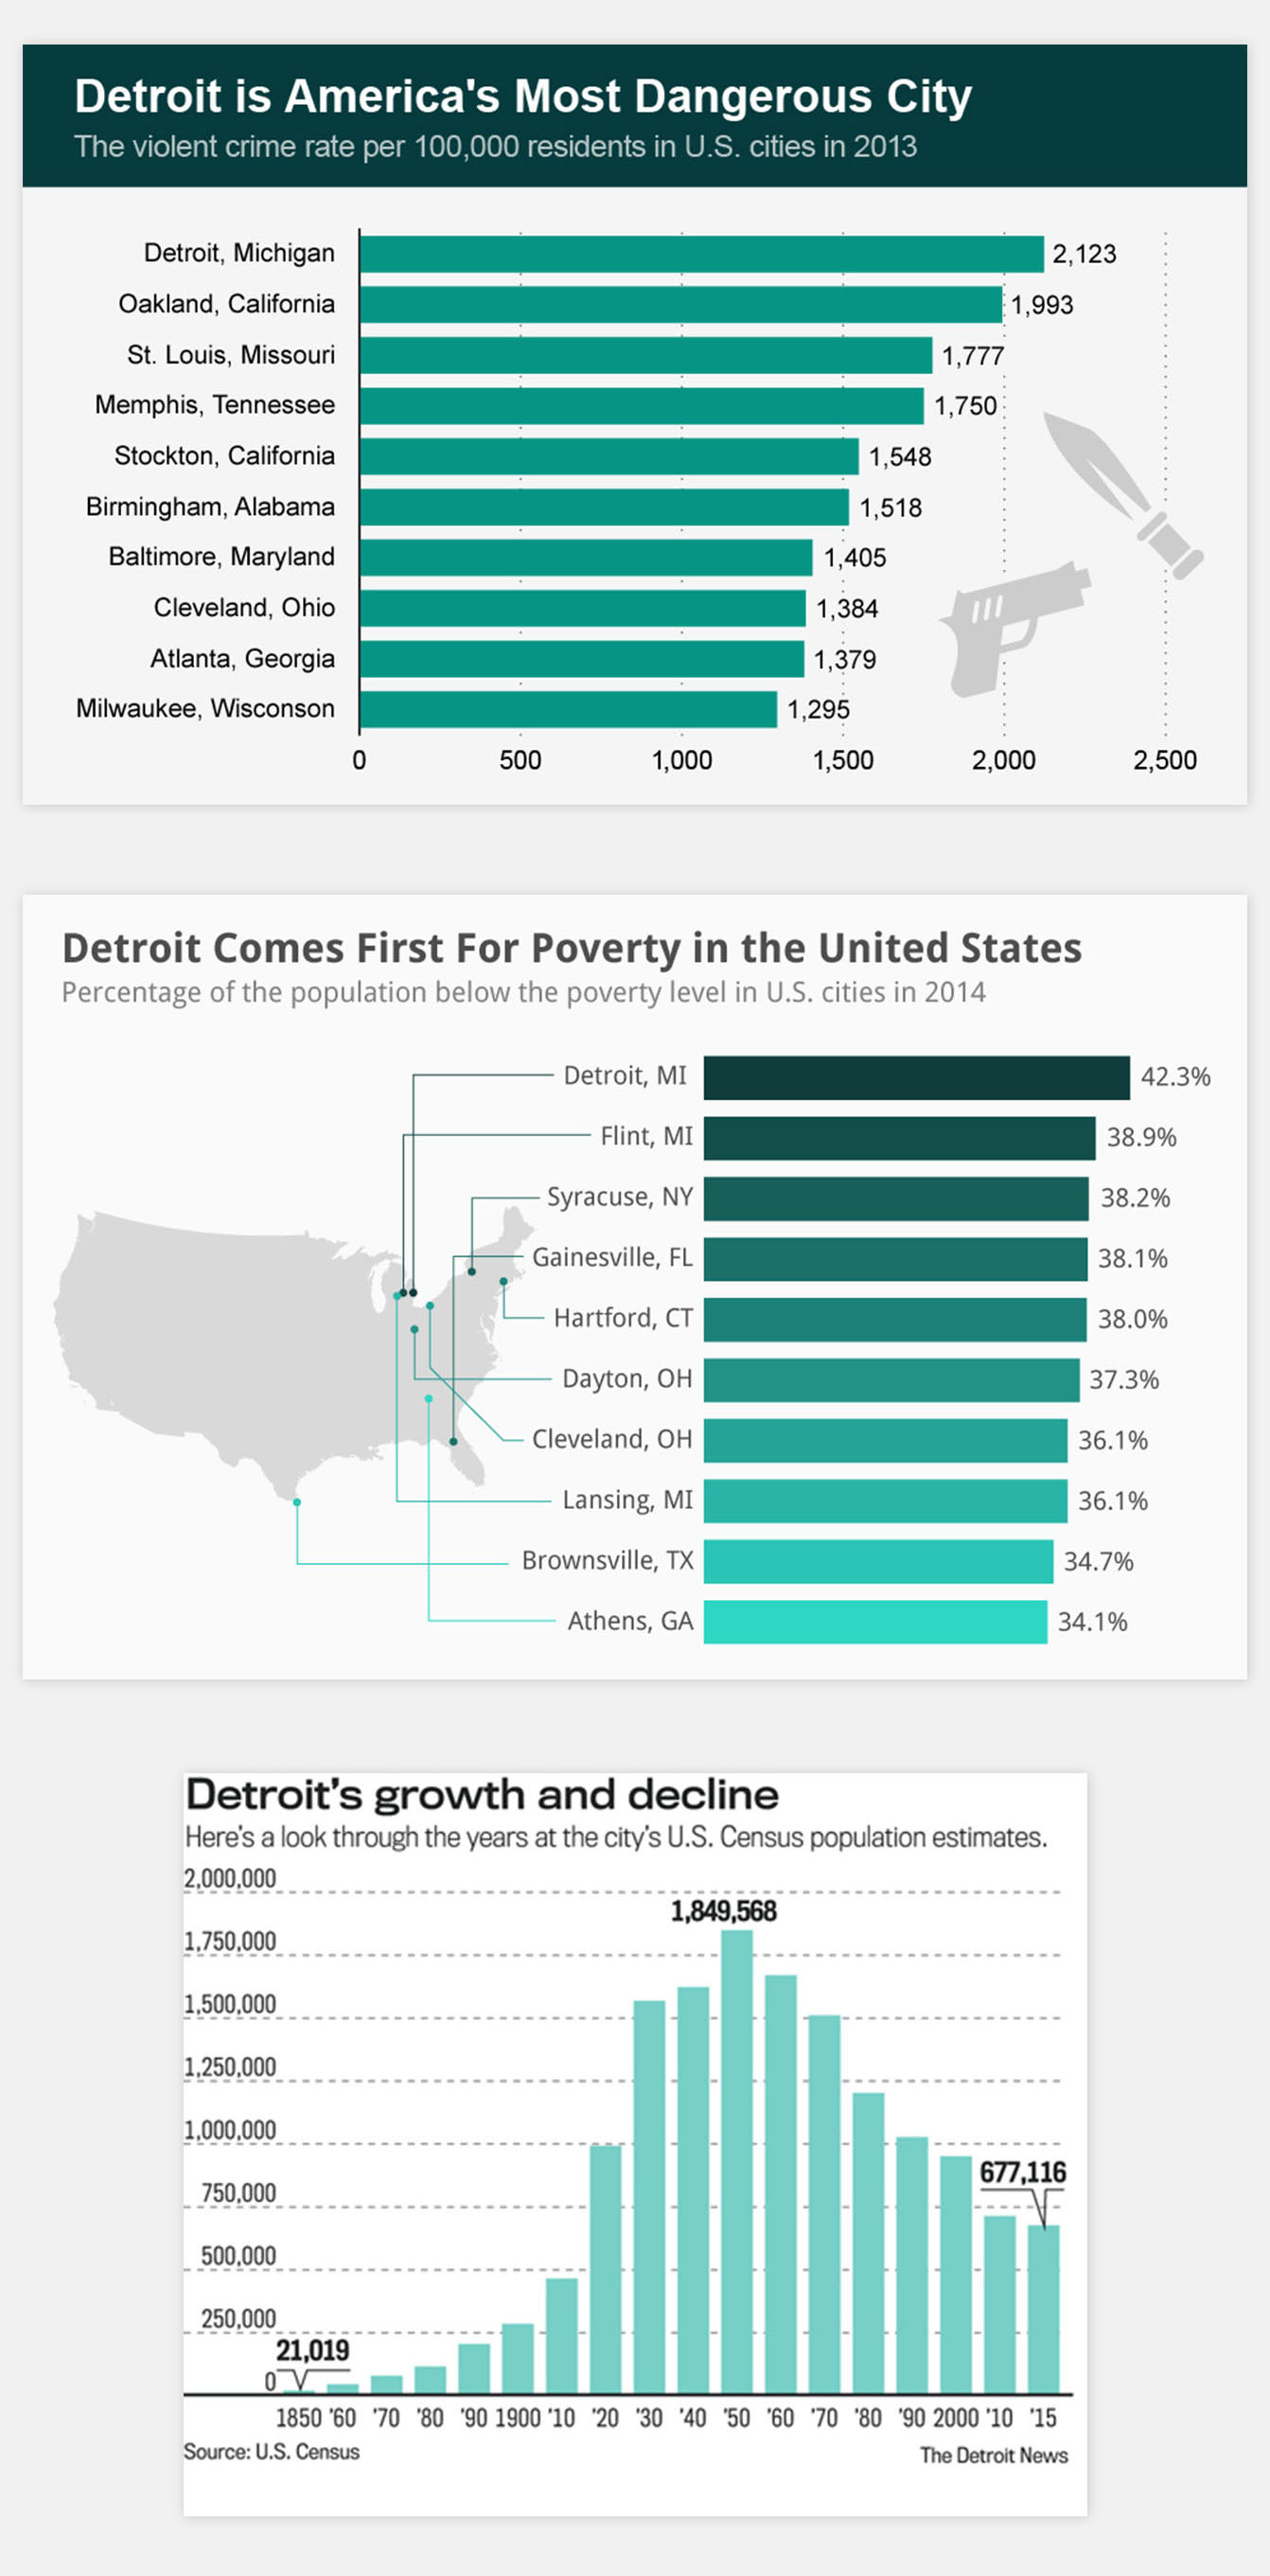 Detroit is America's Most Dangerous City
The violent crime rate per 100,000 residents in U.S. cities in 2013
Detroit, Michigan 2,123
Oakland, California 1,993
St. Louis, Missouri 1,777
Memphis, Tennessee 1,750
Stockton, California 1,548
Birmingham, Alabama 1,518
Baltimore, Maryland 1,405
Cleveland, Ohio 1,384
Atlanta, Georgia 1,379
Milwaukee, Wisconson 1,295
0 500 1,000 1,500 2,000 2,500
Detroit Comes First For Poverty in the United States
Percentage of the population below the poverty level in U.S. cities in 2014
Detroit, MI 42.3%
Flint, MI 38.9%
Syracuse, NY 38.2%
Gainesville, FL 38.1%
Hartford, CT 38.0%
Dayton, OH 37.3%
Cleveland, OH 36.1%
Lansing, MI 36.1%
Brownsville, TX 34.7%
Athens, GA 34.1%
Detroit's growth and decline
Here's a look through the years at the city's U.S. Census population estimates.
2,000,000
1,849,568
1,750,000
1,500,000
1,250,000
1,000,000
677,116
750,000
500,000
250,000
21,019
0
1850 '60 '70 '80 '90 1900 '10 '20 '30 '40 '50 '60 '70 '80 '90 2000 '10 '15
Source: U.S. Census The Detroit News